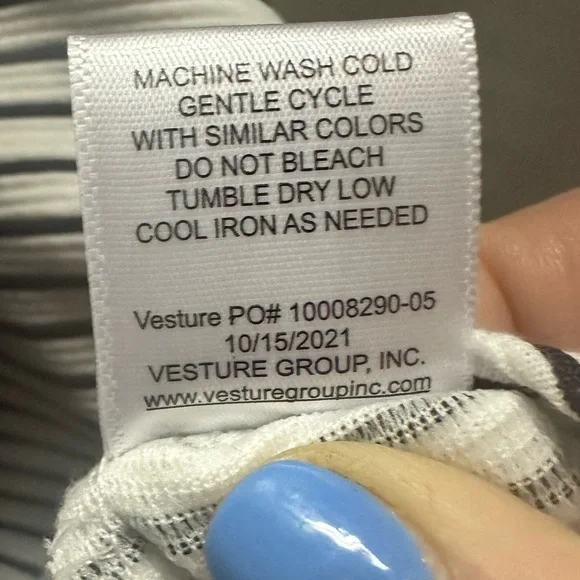 MACHINE WASH COLD
GENTLE CYCLE
WITH SIMILAR COLORS
DO NOT BLEACH
TUMBLE DRY LOW
COOL IRON AS NEEDED
Vesture PO# 10008290-05
10/15/2021
VESTURE GROUP, INC.
www.vesturegroupinc.com